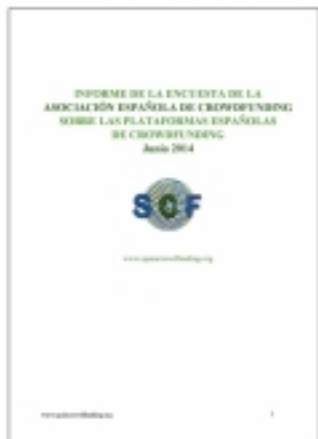 INFORME DE LA ENCUESTA DE LA
ASOCIACIÓN ESPAÑOLA DE CROWDFUNDING
SOBRE LAS PLATAFORMAS ESPAÑOLAS
DE CROWDFUNDING
Junio 2014
SCF
1